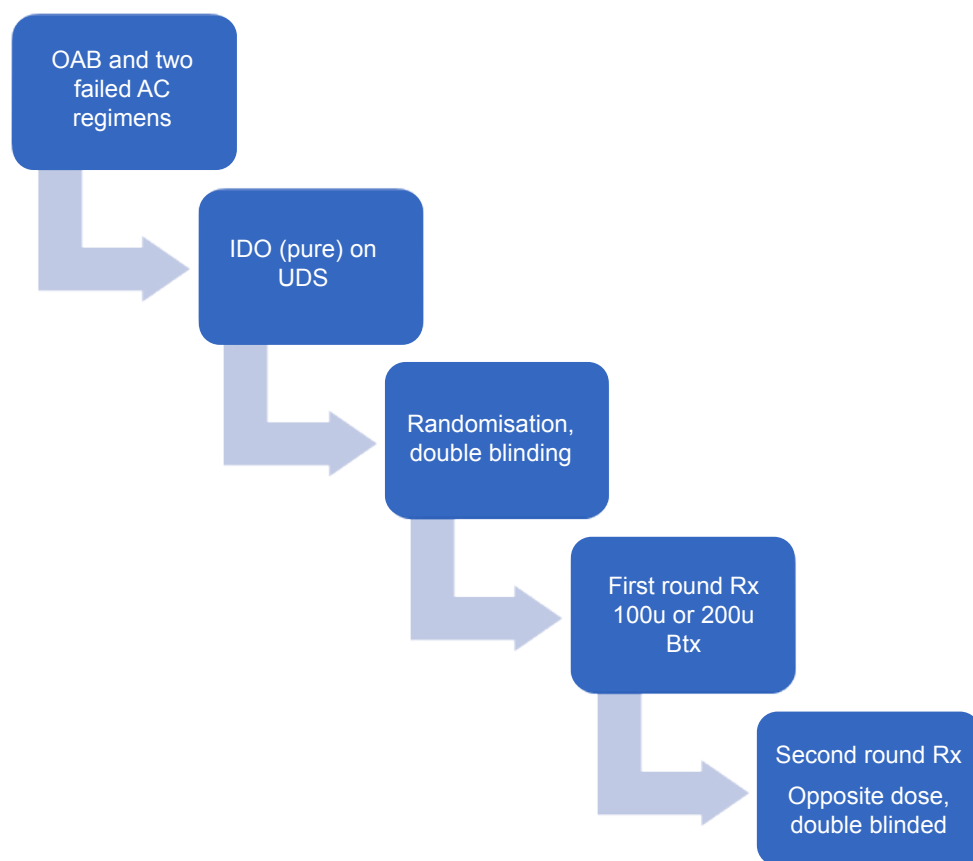 OAB and two
failed AC
regimens
IDO (pure) on
UDS
Randomisation,
double blinding
First round Rx
100u or 200u
Btx
Second round Rx
Opposite dose,
double blinded